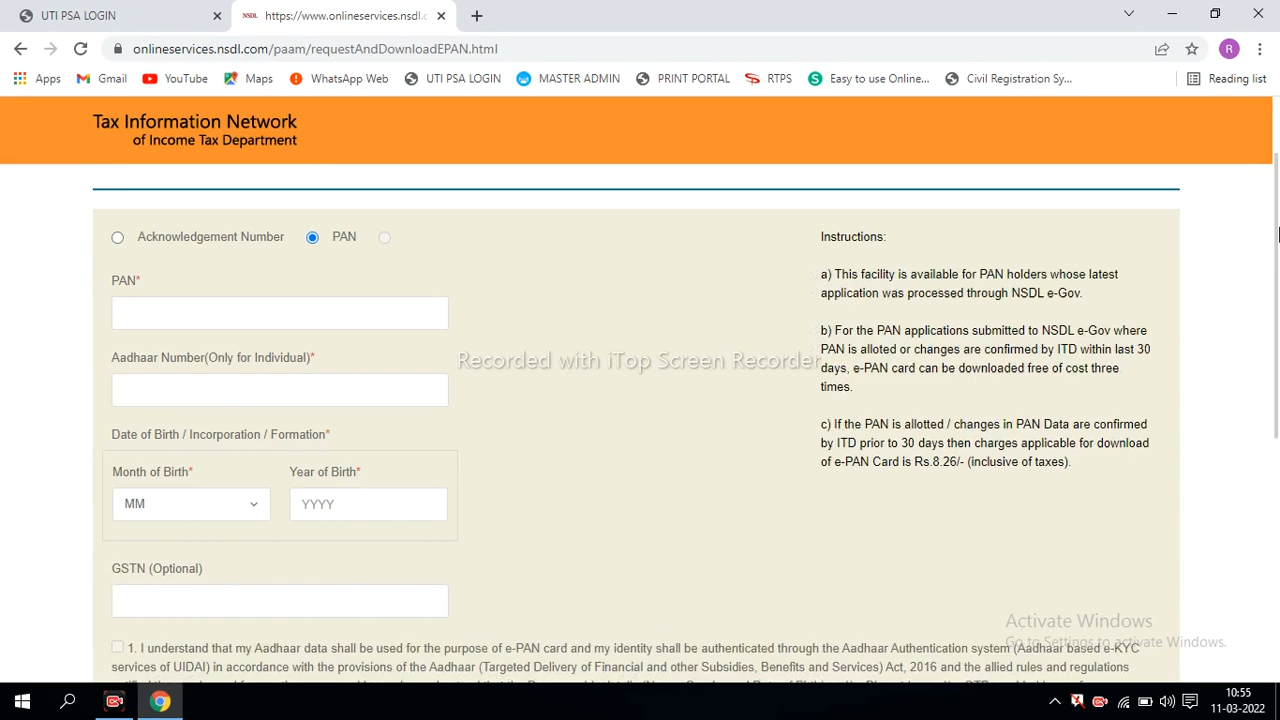 UTI PSA LOGIN
NSDL https://www.onlineservices.nsdl.c
onlineservices.nsdl.com/paam/requestAndDownloadEPAN.html
R
Apps Gmail YouTube Maps WhatsApp Web UTI PSA LOGIN MASTER ADMIN PRINT PORTAL RTPS Easy to use Online... Civil Registration Sy... Reading list
Tax Information Network
of Income Tax Department
Acknowledgement Number PAN
PAN*
Aadhaar Number(Only for Individual)*
Date of Birth / Incorporation / Formation*
Month of Birth* Year of Birth*
MM YYYY
GSTN (Optional)
Instructions:
a) This facility is available for PAN holders whose latest
application was processed through NSDL e-Gov.
b) For the PAN applications submitted to NSDL e-Gov where
PAN is alloted or changes are confirmed by ITD within last 30
days, e-PAN card can be downloaded free of cost three
times.
c) If the PAN is allotted / changes in PAN Data are confirmed
by ITD prior to 30 days then charges applicable for download
of e-PAN Card is Rs.8.26/- (inclusive of taxes).
Recorded with iTop Screen Recorder
1. I understand that my Aadhaar data shall be used for the purpose of e-PAN card and my identity shall be authenticated through the Aadhaar Authentication system (Aadhaar based e-KYC
services of UIDAI) in accordance with the provisions of the Aadhaar (Targeted Delivery of Financial and other Subsidies, Benefits and Services) Act, 2016 and the allied rules and regulations
Activate Windows
Go to Settings to activate Windows.
10:55
11-03-2022